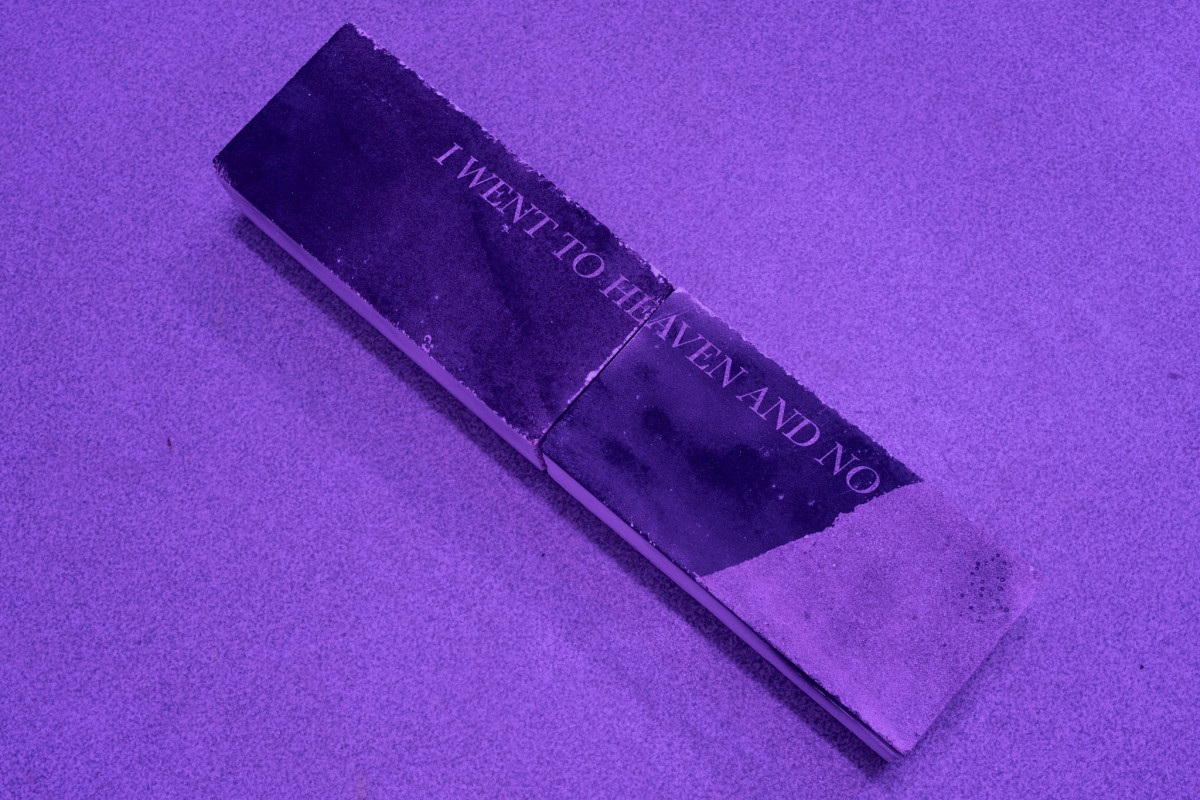 I WENT TO HEAVEN AND NO